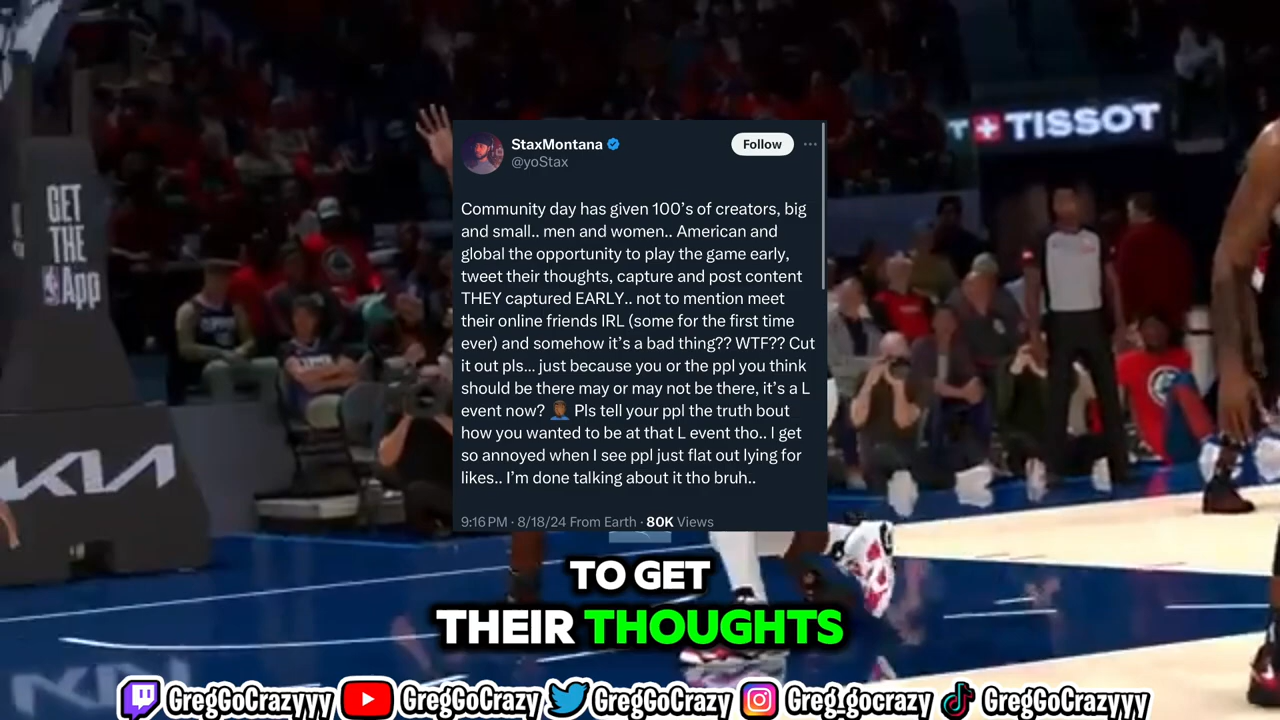 TISSOT
StaxMontana
Follow
@yoStax
GET
THE
App
Community day has given 100’s of creators, big
and small.. men and women.. American and
global the opportunity to play the game early,
tweet their thoughts, capture and post content
THEY captured EARLY.. not to mention meet
their online friends IRL (some for the first time
ever) and somehow it’s a bad thing?? WTF?? Cut
it out pls... just because you or the ppl you think
should be there may or may not be there, it’s a L
event now? 🤦🏾‍♂️ Pls tell your ppl the truth bout
how you wanted to be at that L event tho.. I get
so annoyed when I see ppl just flat out lying for
likes.. I’m done talking about it tho bruh..
9:16 PM · 8/18/24 From Earth · 80K Views
KIA
TO GET
THEIR THOUGHTS
GregGoCrazyyy GregGoCrazy GregGoCrazy Greg.gocrazy GregGoCrazyyy